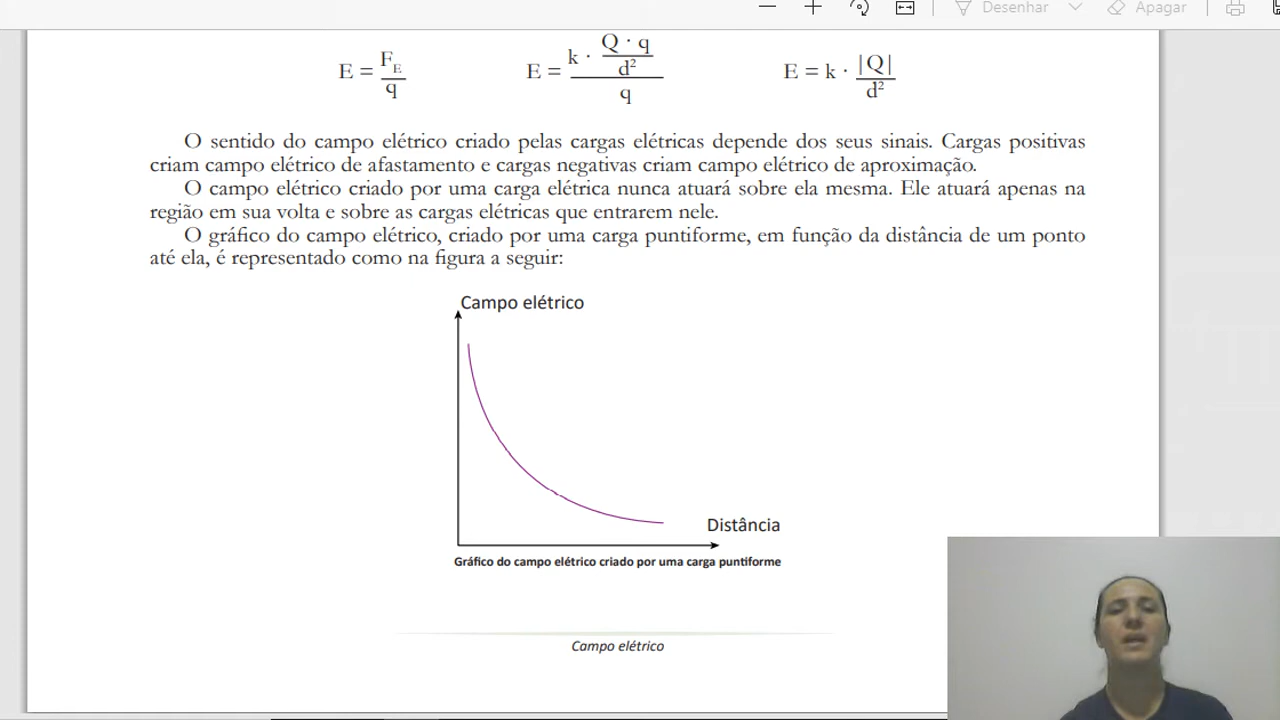 Desenhar
Apagar
E = F_E / q
E = k · (Q · q / d²) / q
E = k · |Q| / d²
O sentido do campo elétrico criado pelas cargas elétricas depende dos seus sinais. Cargas positivas
criam campo elétrico de afastamento e cargas negativas criam campo elétrico de aproximação.
O campo elétrico criado por uma carga elétrica nunca atuará sobre ela mesma. Ele atuará apenas na
região em sua volta e sobre as cargas elétricas que entrarem nele.
O gráfico do campo elétrico, criado por uma carga puntiforme, em função da distância de um ponto
até ela, é representado como na figura a seguir:
Campo elétrico
Distância
Gráfico do campo elétrico criado por uma carga puntiforme
Campo elétrico